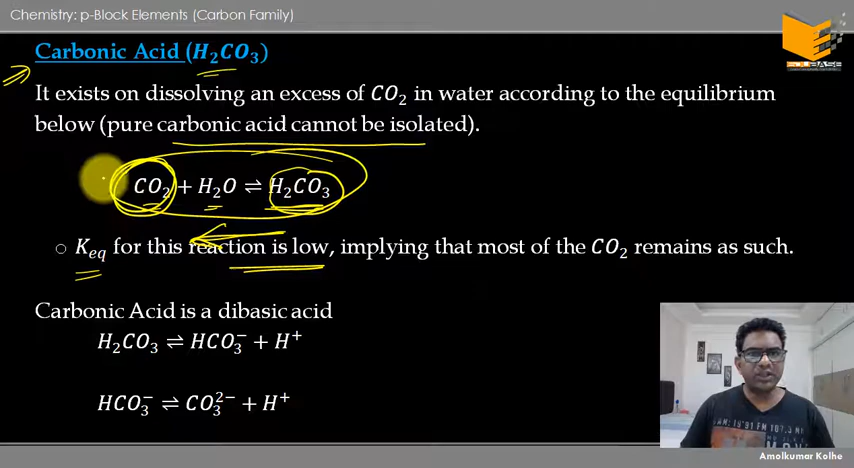 Chemistry: p-Block Elements (Carbon Family)
Carbonic Acid (H₂CO₃)
EDUBASE
It exists on dissolving an excess of CO₂ in water according to the equilibrium
below (pure carbonic acid cannot be isolated).
CO₂ + H₂O ⇌ H₂CO₃
○ K_eq for this reaction is low, implying that most of the CO₂ remains as such.
Carbonic Acid is a dibasic acid
H₂CO₃ ⇌ HCO₃⁻ + H⁺
HCO₃⁻ ⇌ CO₃²⁻ + H⁺
Amolkumar Kolhe